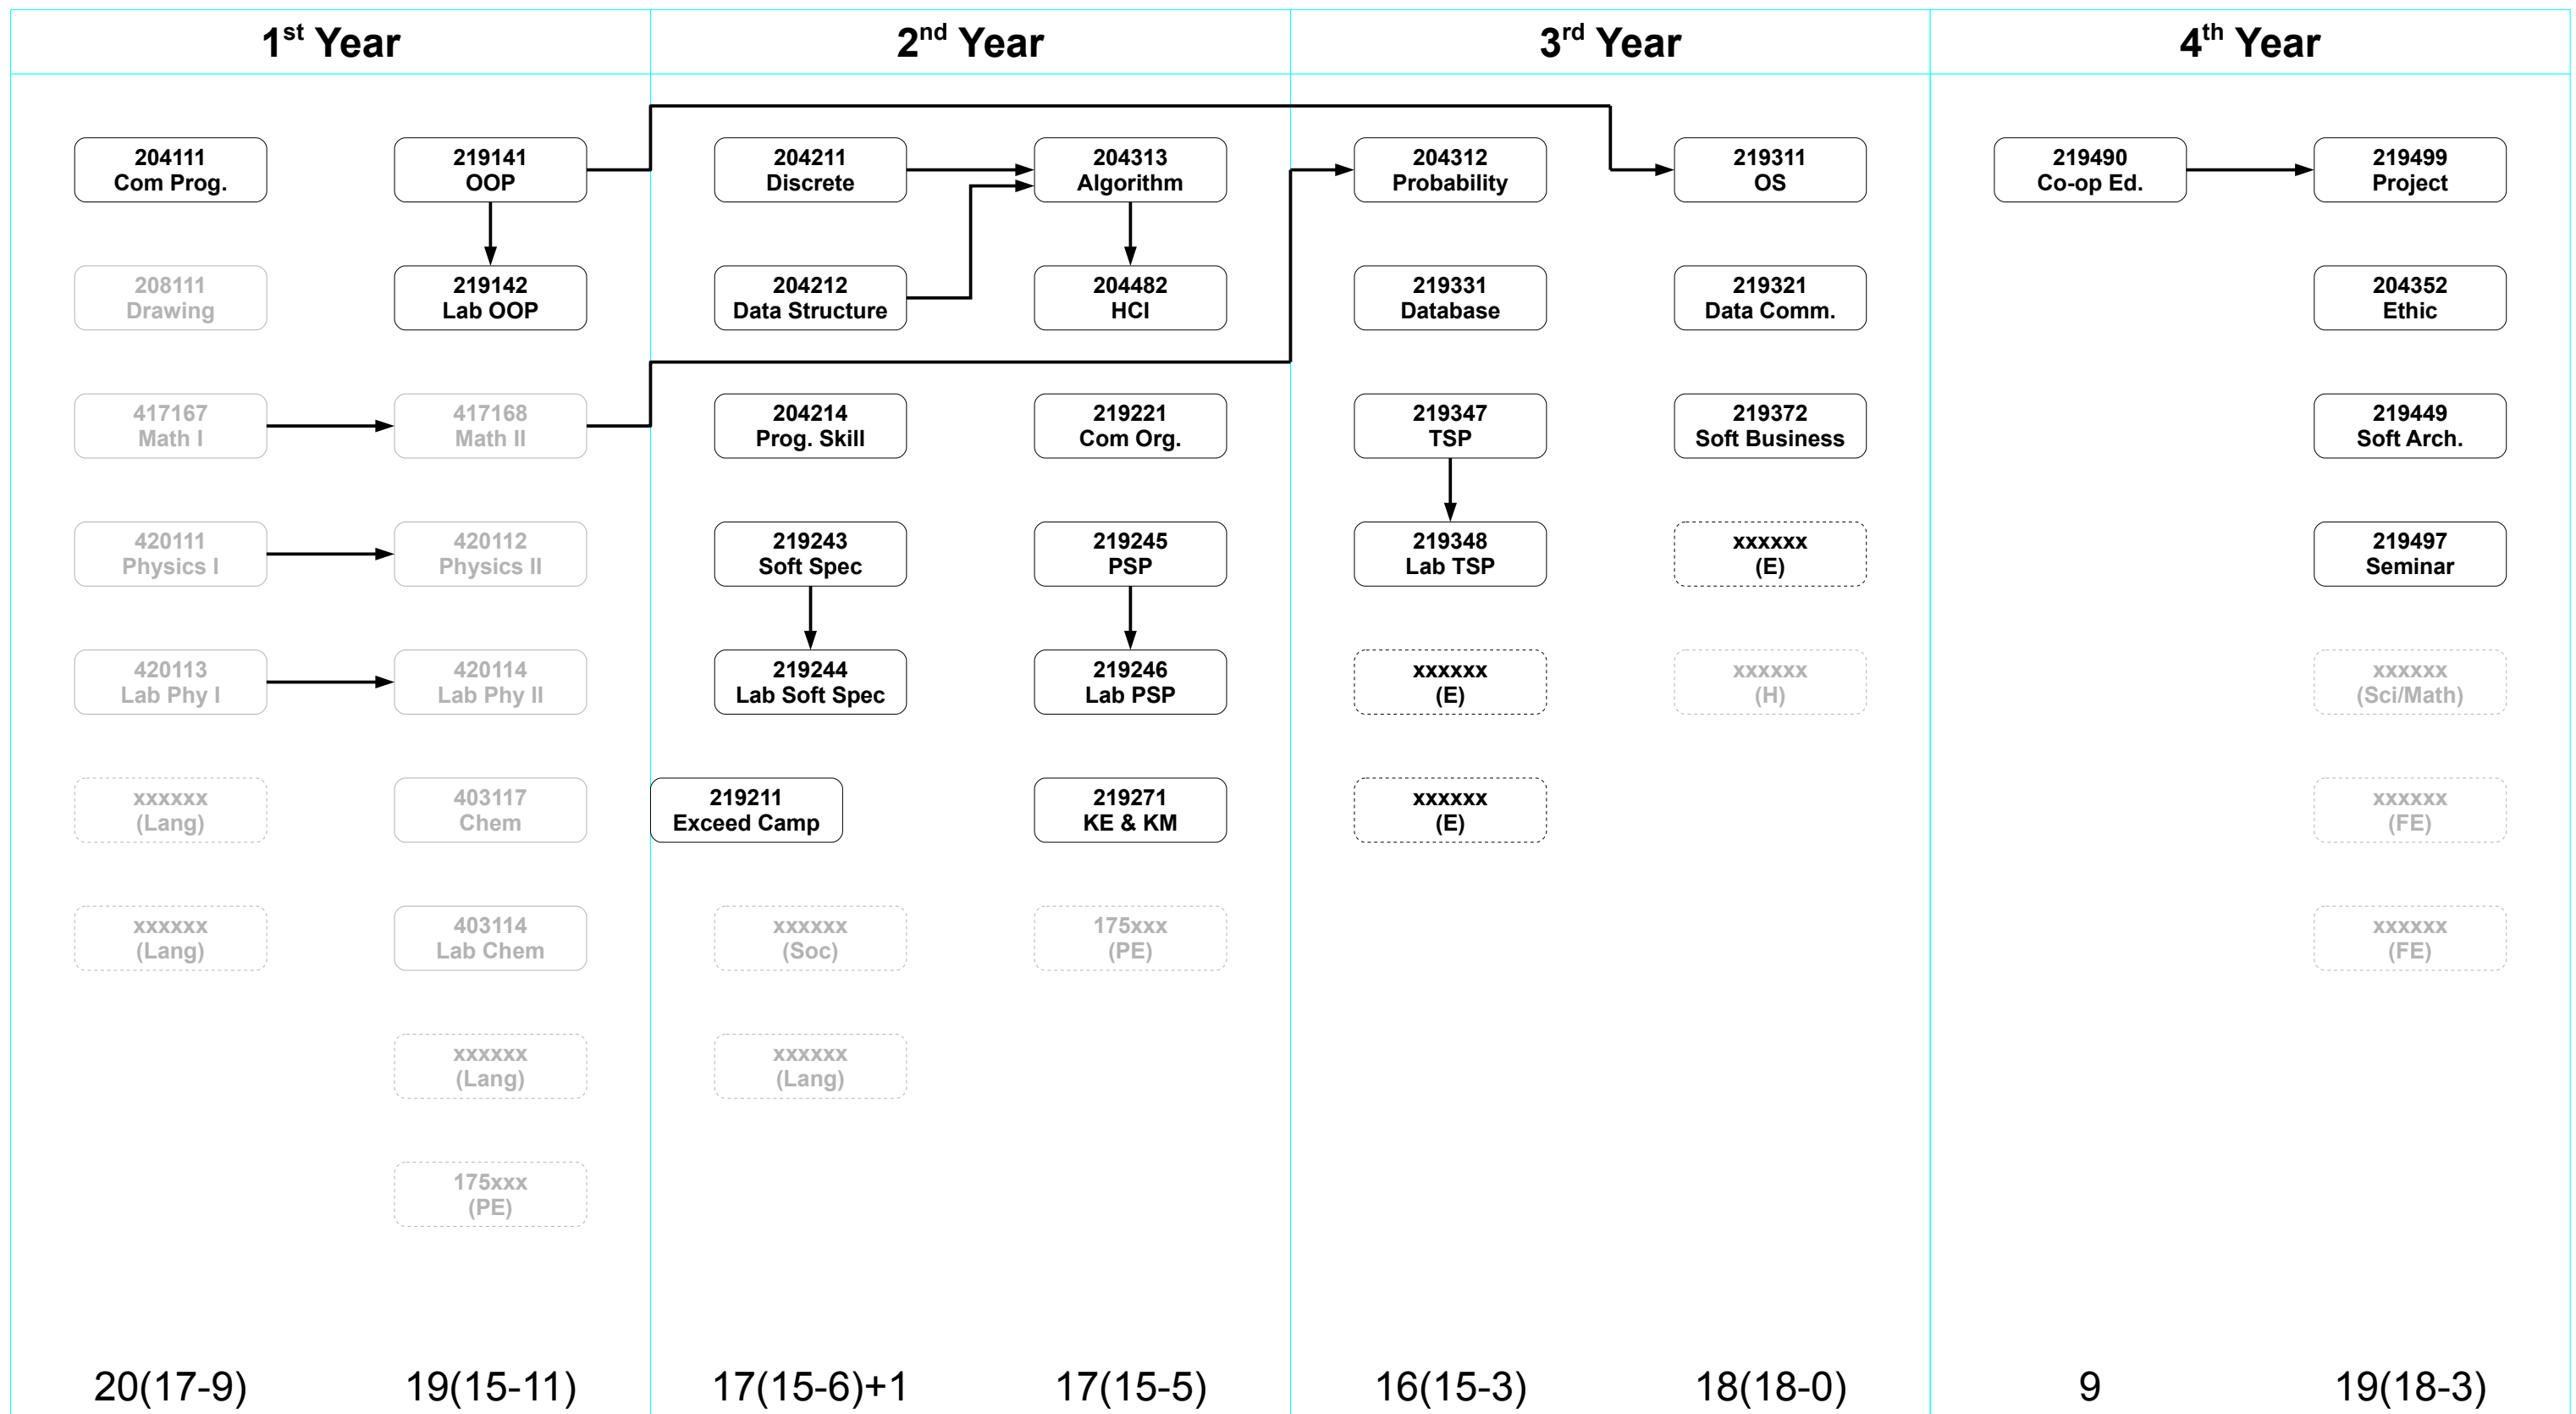 1st Year
2nd Year
3rd Year
4th Year
204111
Com Prog.
219141
OOP
204211
Discrete
204313
Algorithm
204312
Probability
219311
OS
219490
Co-op Ed.
219499
Project
208111
Drawing
219142
Lab OOP
204212
Data Structure
204482
HCI
219331
Database
219321
Data Comm.
204352
Ethic
417167
Math I
417168
Math II
204214
Prog. Skill
219221
Com Org.
219347
TSP
219372
Soft Business
219449
Soft Arch.
420111
Physics I
420112
Physics II
219243
Soft Spec
219245
PSP
219348
Lab TSP
xxxxxx
(E)
219497
Seminar
420113
Lab Phy I
420114
Lab Phy II
219244
Lab Soft Spec
219246
Lab PSP
xxxxxx
(E)
xxxxxx
(H)
xxxxxx
(Sci/Math)
xxxxxx
(Lang)
403117
Chem
219211
Exceed Camp
219271
KE & KM
xxxxxx
(E)
xxxxxx
(FE)
xxxxxx
(Lang)
403114
Lab Chem
xxxxxx
(Soc)
175xxx
(PE)
xxxxxx
(FE)
xxxxxx
(Lang)
xxxxxx
(Lang)
175xxx
(PE)
20(17-9)
19(15-11)
17(15-6)+1
17(15-5)
16(15-3)
18(18-0)
9
19(18-3)